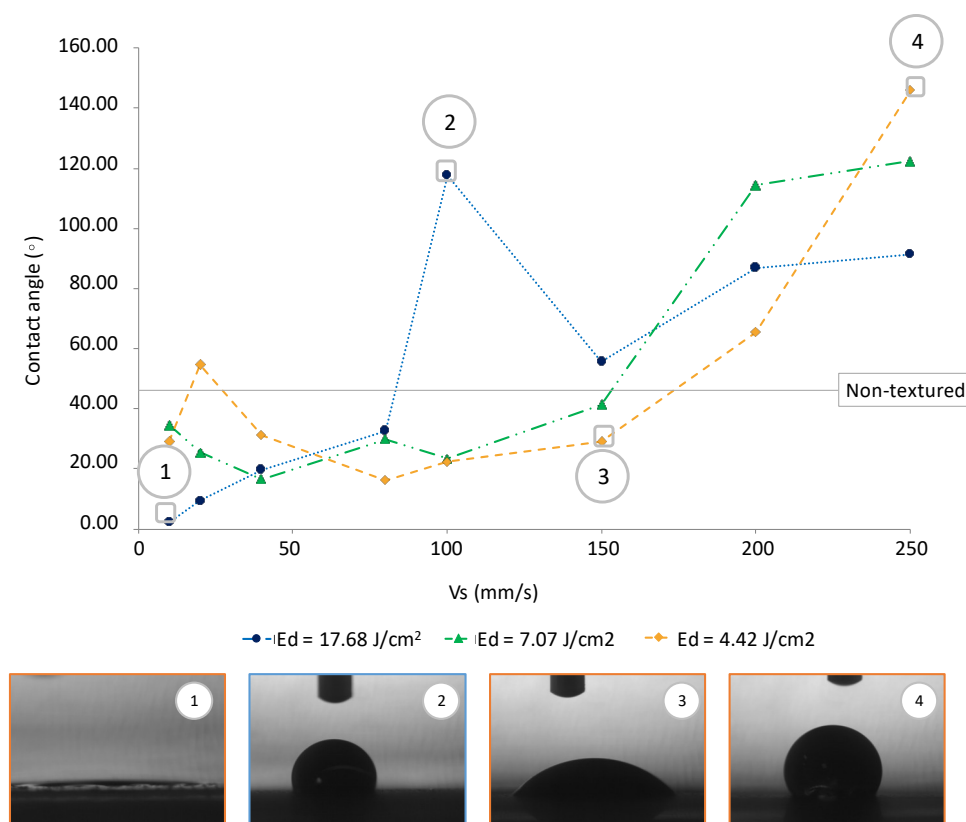 160.00
140.00
120.00
100.00
80.00
60.00
40.00
20.00
0.00
Contact angle (○)
4
2
Non-textured
1
3
0 50 100 150 200 250
Vs (mm/s)
Ed = 17.68 J/cm² Ed = 7.07 J/cm2 Ed = 4.42 J/cm2
1 2 3 4